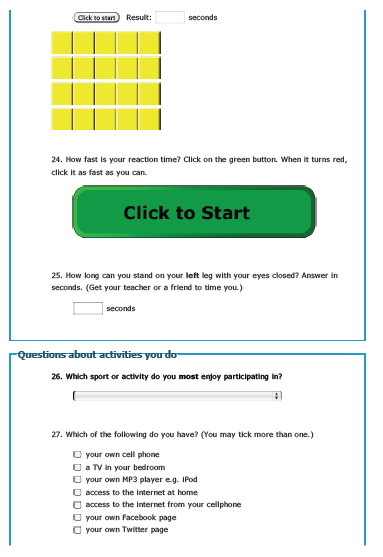 Click to start Result: seconds
24. How fast is your reaction time? Click on the green button. When it turns red,
click it as fast as you can.
Click to Start
25. How long can you stand on your left leg with your eyes closed? Answer in
seconds. (Get your teacher or a friend to time you.)
seconds
Questions about activities you do
26. Which sport or activity do you most enjoy participating in?
27. Which of the following do you have? (You may tick more than one.)
your own cell phone
a TV in your bedroom
your own MP3 player e.g. iPod
access to the internet at home
access to the internet from your cellphone
your own Facebook page
your own Twitter page